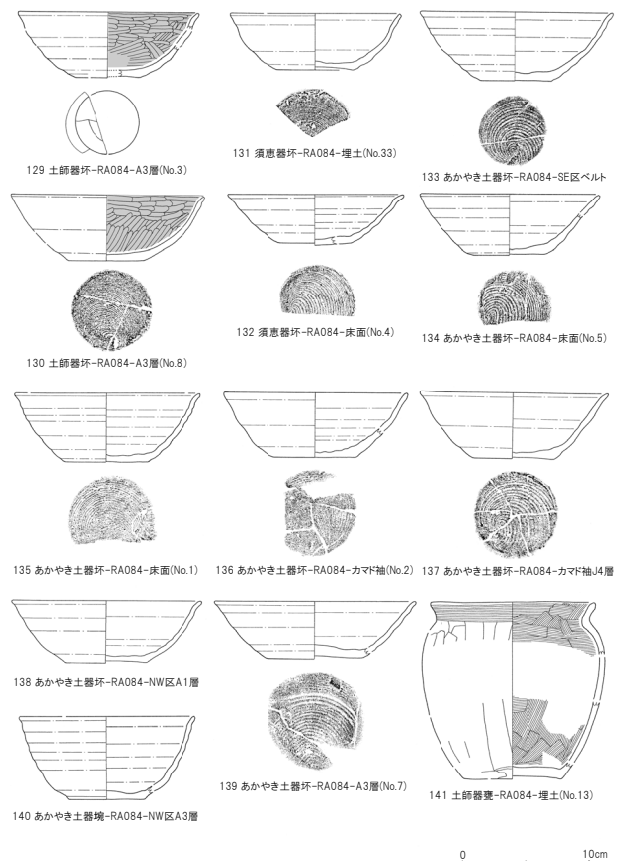 129 土師器坏-RA084-A3層(No.3)
131 須恵器坏-RA084-埋土(No.33)
133 あかやき土器坏-RA084-SE区ベルト
130 土師器坏-RA084-A3層(No.8)
132 須恵器坏-RA084-床面(No.4)
134 あかやき土器坏-RA084-床面(No.5)
135 あかやき土器坏-RA084-床面(No.1)
136 あかやき土器坏-RA084-カマド袖(No.2)
137 あかやき土器坏-RA084-カマド袖J4層
138 あかやき土器坏-RA084-NW区A1層
139 あかやき土器坏-RA084-A3層(No.7)
140 あかやき土器埦-RA084-NW区A3層
141 土師器甕-RA084-埋土(No.13)
0 10cm